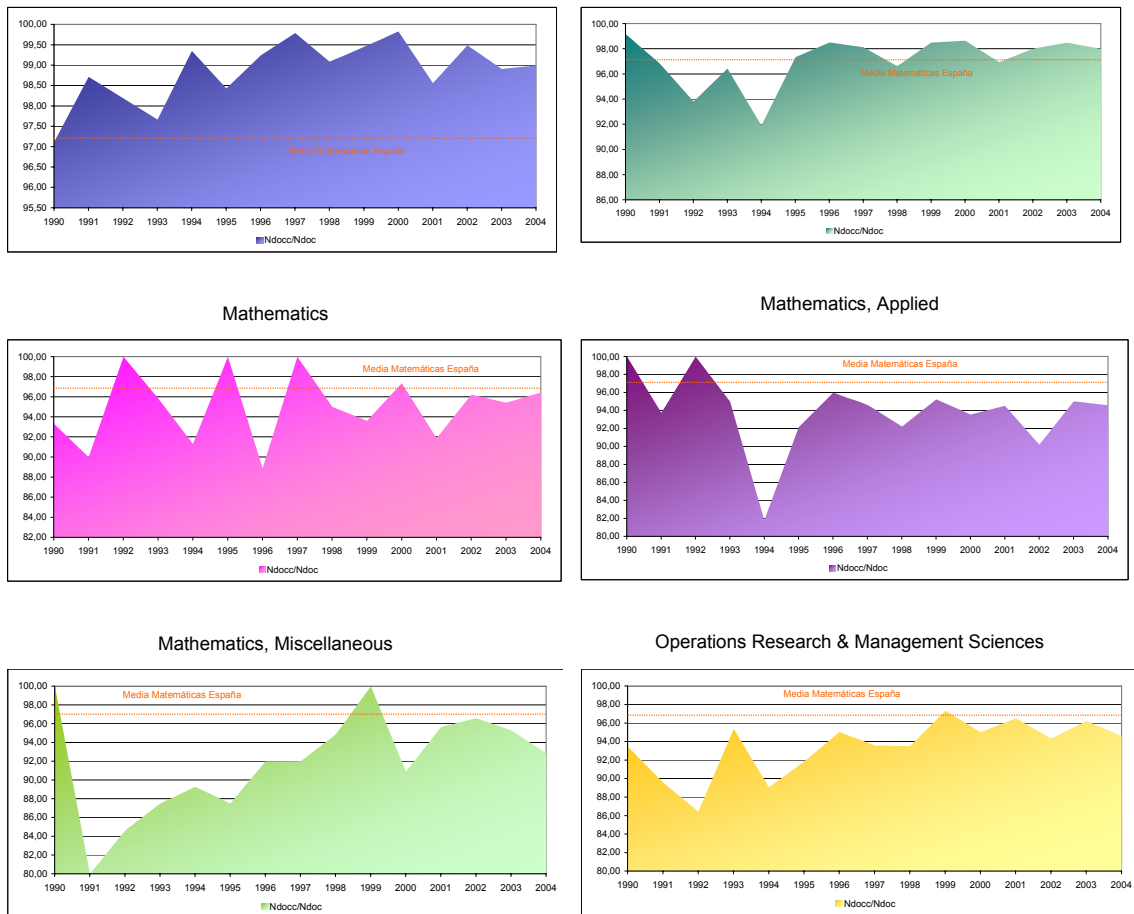 100,00
99,50
99,00
98,50
98,00
97,50
97,00
96,50
96,00
95,50
Media Matemáticas España
1990 1991 1992 1993 1994 1995 1996 1997 1998 1999 2000 2001 2002 2003 2004
Ndocc/Ndoc
100,00
98,00
96,00
94,00
92,00
90,00
88,00
86,00
Media Matemáticas España
1990 1991 1992 1993 1994 1995 1996 1997 1998 1999 2000 2001 2002 2003 2004
Ndocc/Ndoc
Mathematics
100,00
98,00
96,00
94,00
92,00
90,00
88,00
86,00
84,00
82,00
Media Matemáticas España
1990 1991 1992 1993 1994 1995 1996 1997 1998 1999 2000 2001 2002 2003 2004
Ndocc/Ndoc
Mathematics, Applied
100,00
98,00
96,00
94,00
92,00
90,00
88,00
86,00
84,00
82,00
80,00
Media Matemáticas España
1990 1991 1992 1993 1994 1995 1996 1997 1998 1999 2000 2001 2002 2003 2004
Ndocc/Ndoc
Mathematics, Miscellaneous
100,00
98,00
96,00
94,00
92,00
90,00
88,00
86,00
84,00
82,00
80,00
Media Matemáticas España
1990 1991 1992 1993 1994 1995 1996 1997 1998 1999 2000 2001 2002 2003 2004
Ndocc/Ndoc
Operations Research & Management Sciences
100,00
98,00
96,00
94,00
92,00
90,00
88,00
86,00
84,00
82,00
80,00
Media Matemáticas España
1990 1991 1992 1993 1994 1995 1996 1997 1998 1999 2000 2001 2002 2003 2004
Ndocc/Ndoc